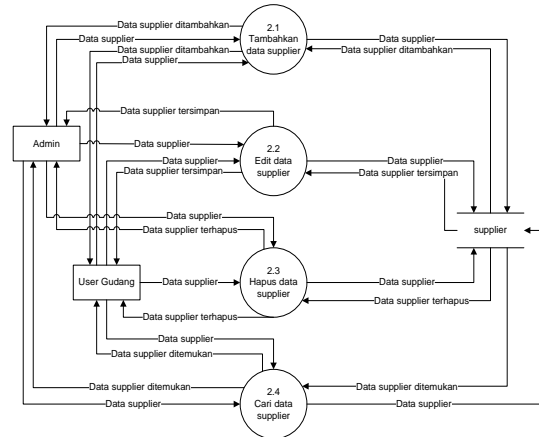 Data supplier ditambahkan
Data supplier
Data supplier ditambahkan
Data supplier
2.1
Tambahkan
data supplier
Data supplier
Data supplier ditambahkan
Data supplier tersimpan
Admin
Data supplier
Data supplier
Data supplier tersimpan
2.2
Edit data
supplier
Data supplier
Data supplier tersimpan
Data supplier
Data supplier terhapus
supplier
User Gudang
Data supplier
2.3
Hapus data
supplier
Data supplier
Data supplier terhapus
Data supplier terhapus
Data supplier
Data supplier ditemukan
Data supplier ditemukan
Data supplier
2.4
Cari data
supplier
Data supplier ditemukan
Data supplier